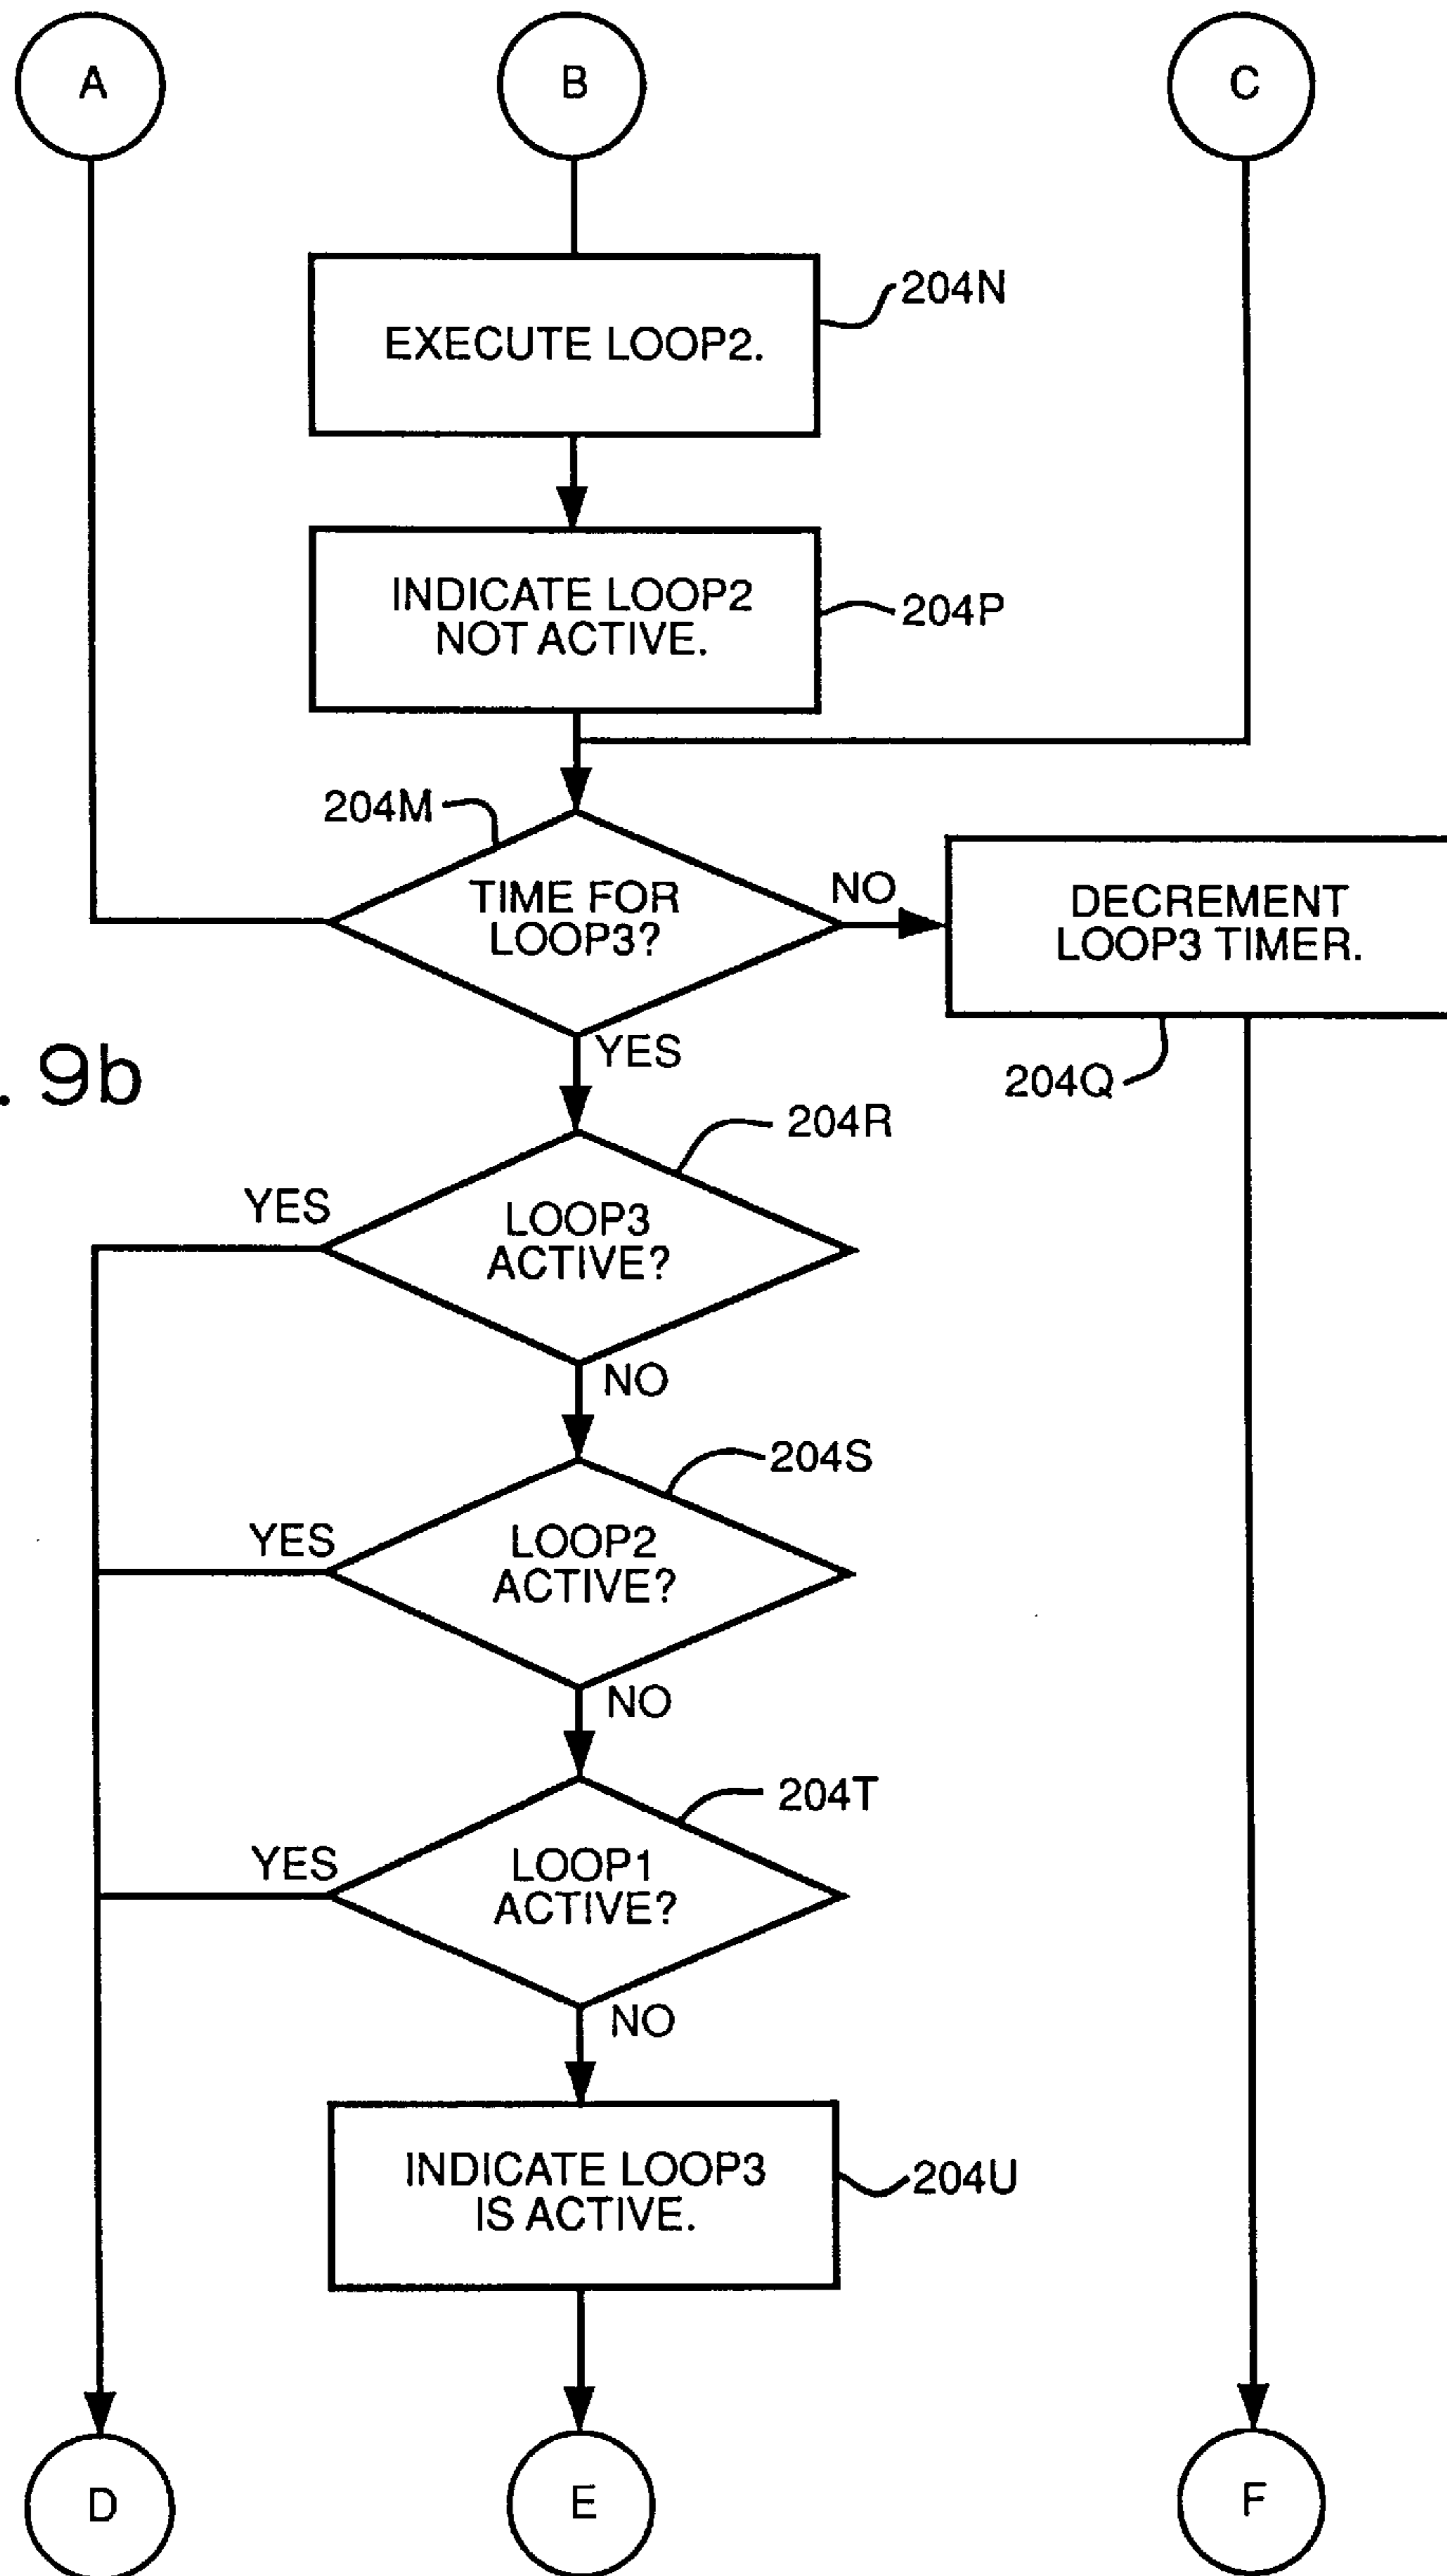 A
B
C
204N
EXECUTE LOOP2.
INDICATE LOOP2
NOT ACTIVE.
204P
204M
TIME FOR
LOOP3?
NO
DECREMENT
LOOP3 TIMER.
204Q
YES
. 9b
204R
YES
LOOP3
ACTIVE?
NO
204S
YES
LOOP2
ACTIVE?
NO
204T
YES
LOOP1
ACTIVE?
NO
INDICATE LOOP3
IS ACTIVE.
204U
D
E
F